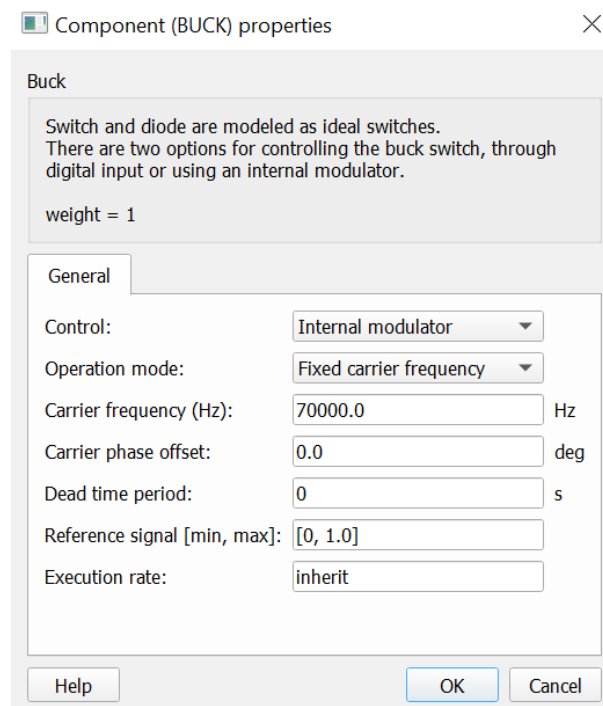 Component (BUCK) properties
Buck
Switch and diode are modeled as ideal switches.
There are two options for controlling the buck switch, through
digital input or using an internal modulator.
weight = 1
General
Control: Internal modulator
Operation mode: Fixed carrier frequency
Carrier frequency (Hz): 70000.0 Hz
Carrier phase offset: 0.0 deg
Dead time period: 0 s
Reference signal [min, max]: [0, 1.0]
Execution rate: inherit
Help OK Cancel